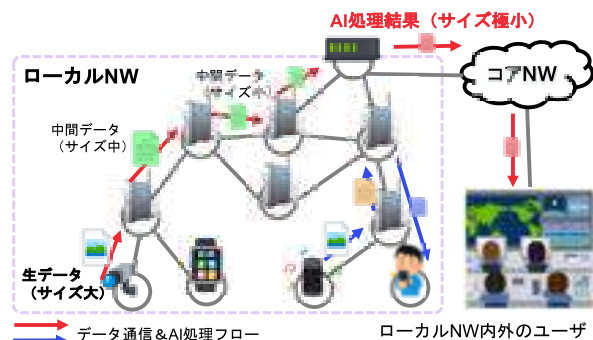 AI処理結果（サイズ極小）
ローカルNW
中間データ
（サイズ小）
コアNW
中間データ
（サイズ中）
生データ
（サイズ大）
データ通信＆AI処理フロー
ローカルNW内外のユーザ